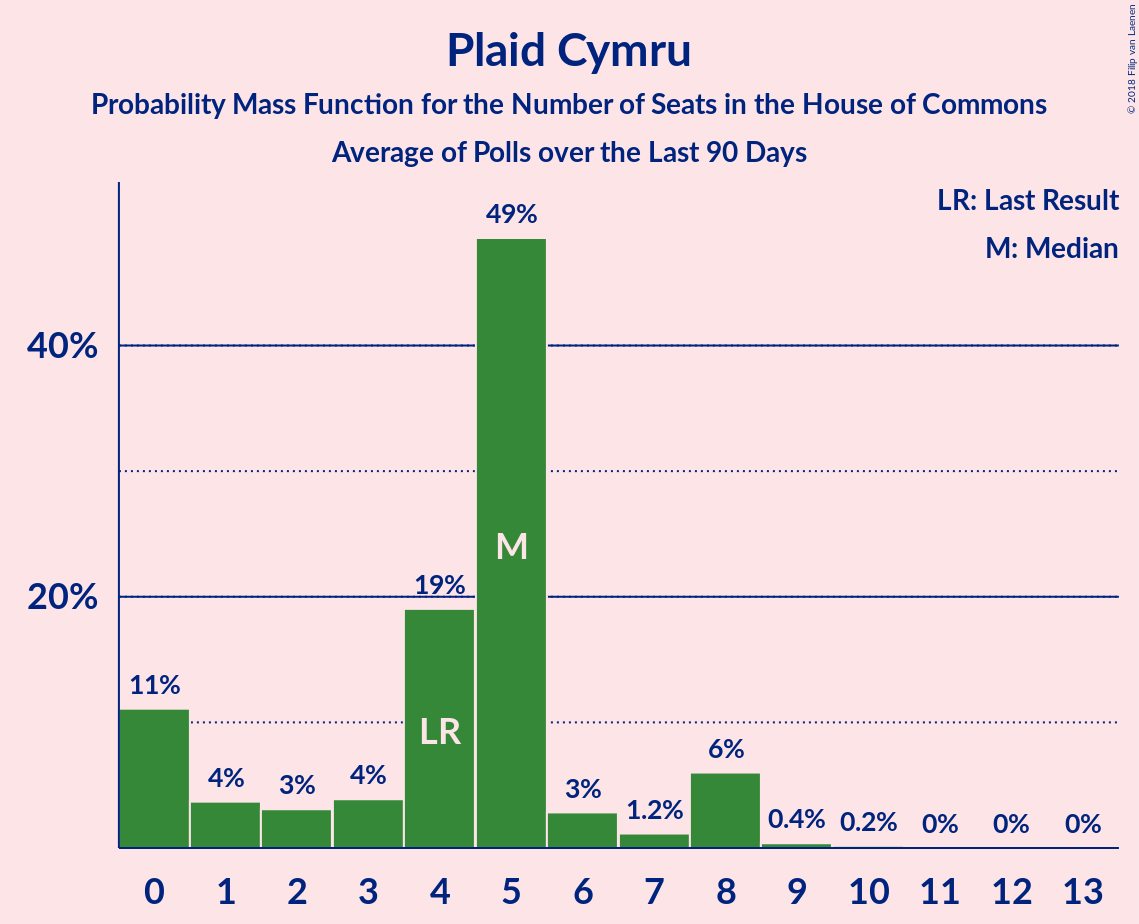 Plaid Cymru
Probability Mass Function for the Number of Seats in the House of Commons
Average of Polls over the Last 90 Days
© 2018 Filip van Laenen
LR: Last Result
M: Median
40%
20%
11%
4%
3%
4%
19%
49%
3%
1.2%
6%
0.4%
0.2%
0%
0%
0%
LR
M
0 1 2 3 4 5 6 7 8 9 10 11 12 13